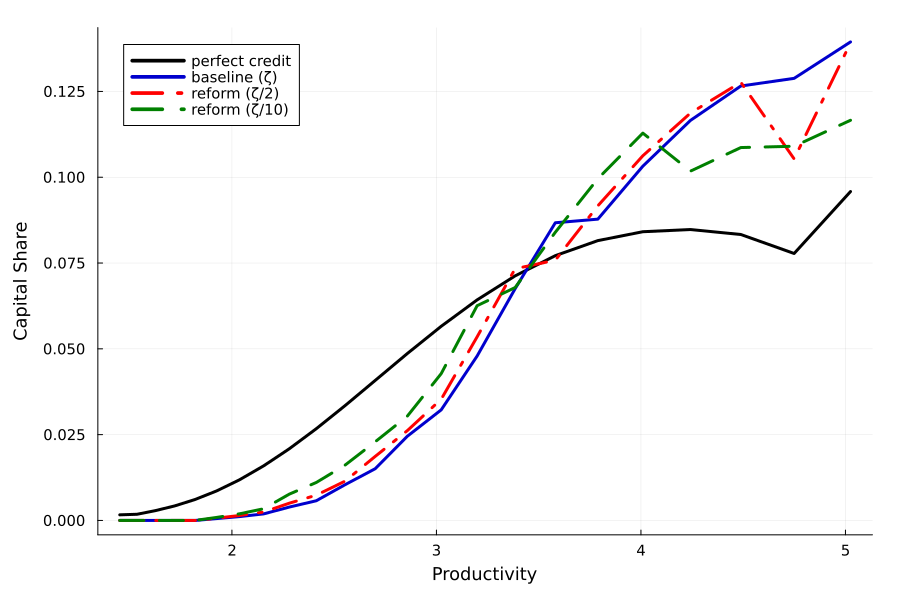 perfect credit
baseline (ζ)
reform (ζ/2)
reform (ζ/10)
0.125
0.100
0.075
0.050
0.025
0.000
Capital Share
2 3 4 5
Productivity